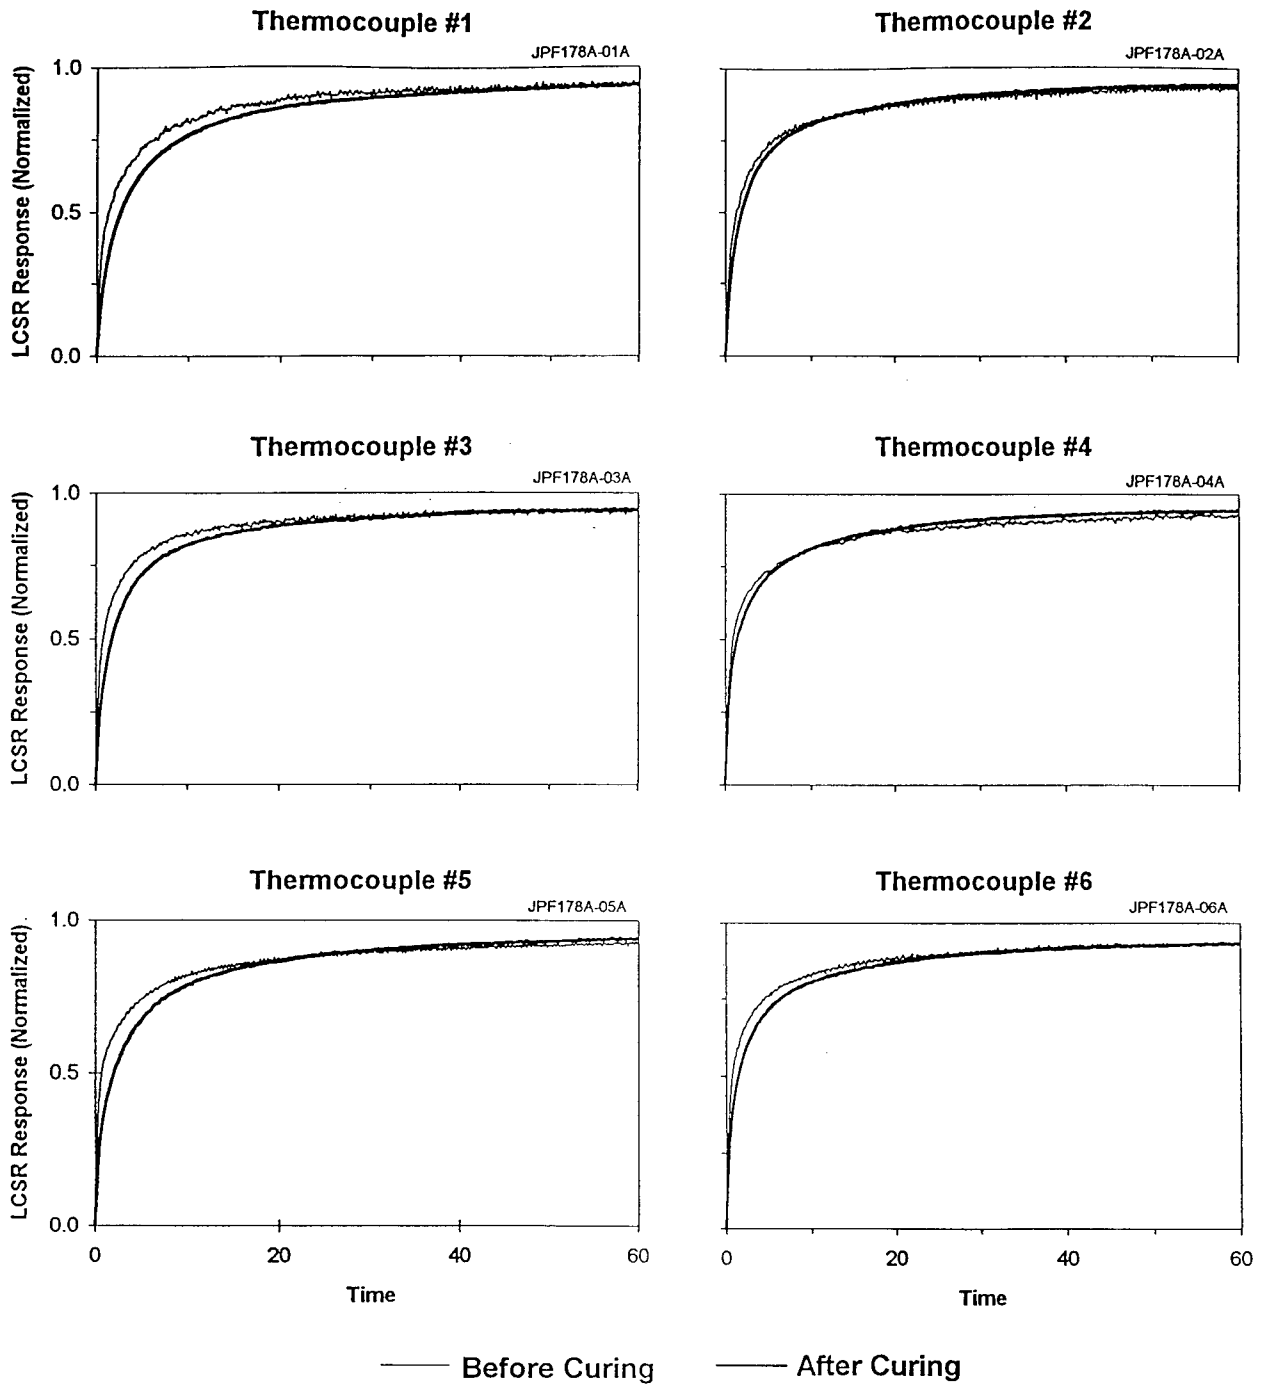 Thermocouple #1
JPF178A-01A
LCSR Response (Normalized)
1.0
0.5
0.0
Thermocouple #2
JPF178A-02A
Thermocouple #3
JPF178A-03A
LCSR Response (Normalized)
1.0
0.5
0.0
Thermocouple #4
JPF178A-04A
Thermocouple #5
JPF178A-05A
LCSR Response (Normalized)
1.0
0.5
0.0
0 20 40 60
Time
Thermocouple #6
JPF178A-06A
0 20 40 60
Time
Before Curing
After Curing